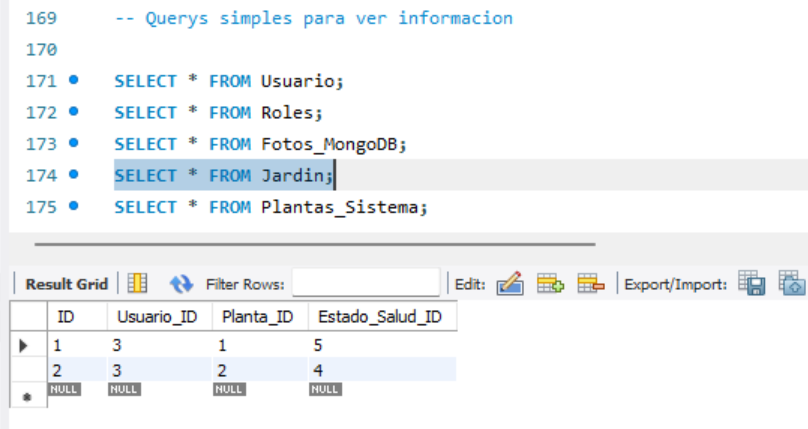 169 -- Querys simples para ver informacion
170
171 SELECT * FROM Usuario;
172 SELECT * FROM Roles;
173 SELECT * FROM Fotos_MongoDB;
174 SELECT * FROM Jardin;
175 SELECT * FROM Plantas_Sistema;
Result Grid Filter Rows: Edit: Export/Import:
ID Usuario_ID Planta_ID Estado_Salud_ID
1 3 1 5
2 3 2 4
NULL NULL NULL NULL